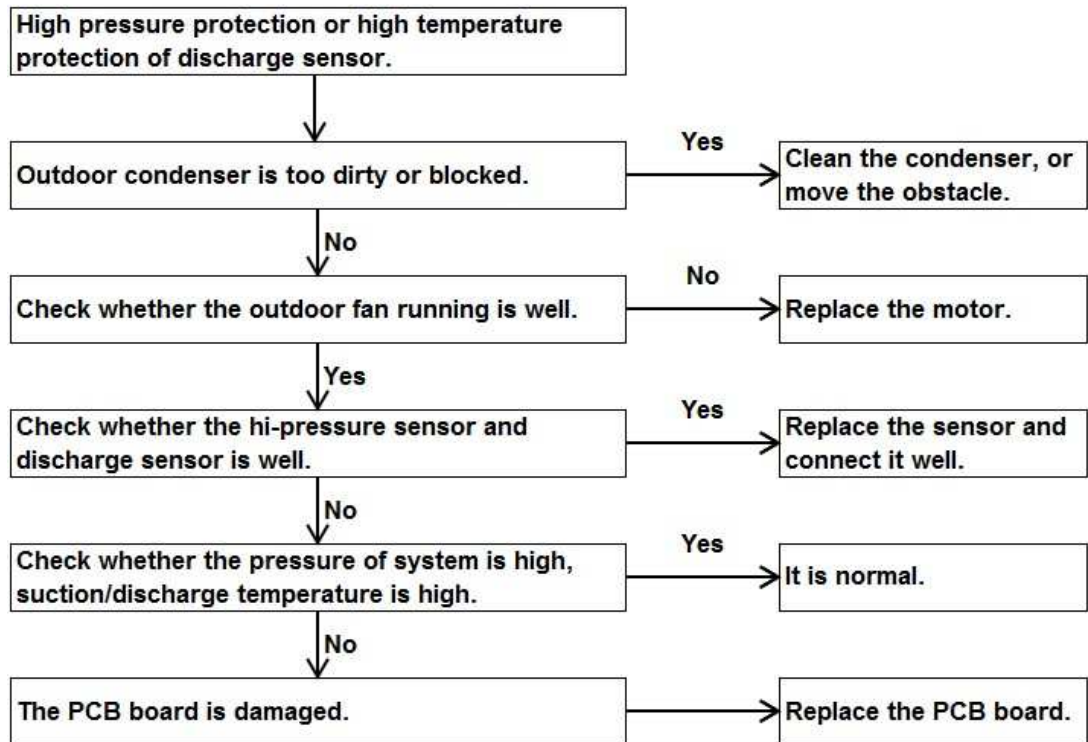 High pressure protection or high temperature
protection of discharge sensor.
Yes
Outdoor condenser is too dirty or blocked.
Clean the condenser, or
move the obstacle.
No
No
Check whether the outdoor fan running is well.
Replace the motor.
Yes
Yes
Check whether the hi-pressure sensor and
discharge sensor is well.
Replace the sensor and
connect it well.
No
Yes
Check whether the pressure of system is high,
suction/discharge temperature is high.
It is normal.
No
The PCB board is damaged.
Replace the PCB board.